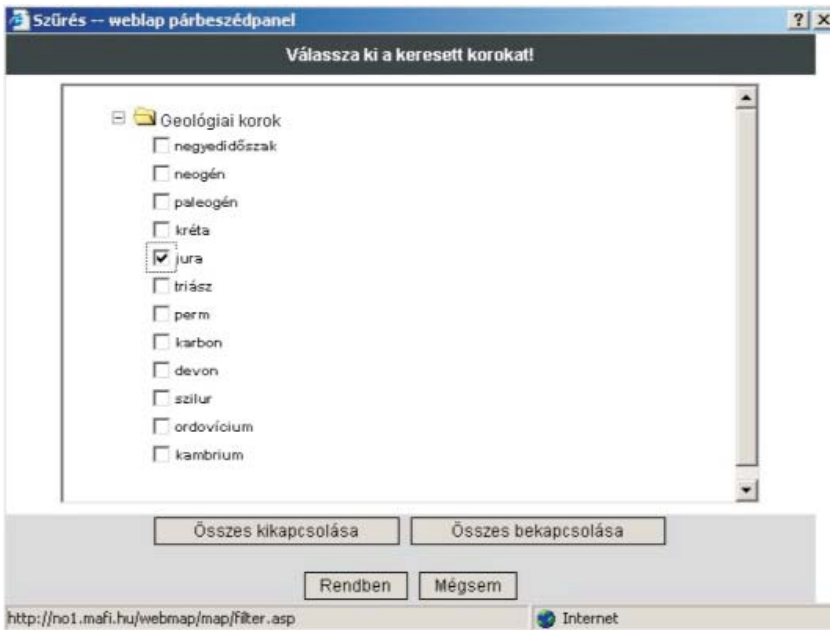 Szűrés -- weblap párbeszédpanel
Válassza ki a keresett korokat!
Geológiai korok
negyedidőszak
neogén
paleogén
kréta
jura
triász
perm
karbon
devon
szilur
ordovícium
kambrium
Összes kikapcsolása Összes bekapcsolása
Rendben Mégsem
http://no1.mafi.hu/webmap/map/filter.asp Internet